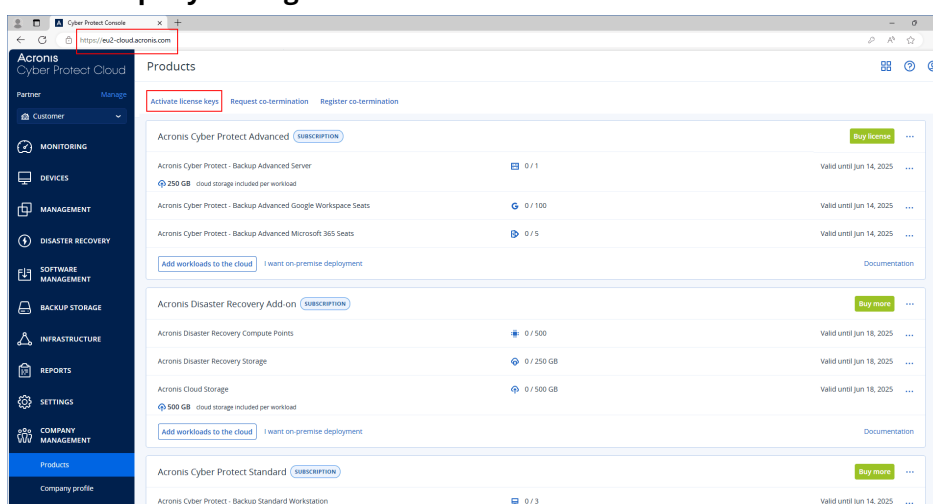 Cyber Protect Console
https://eu2-cloud.acronis.com
Acronis
Cyber Protect Cloud
Partner Manage
Customer
MONITORING
DEVICES
MANAGEMENT
DISASTER RECOVERY
SOFTWARE
MANAGEMENT
BACKUP STORAGE
INFRASTRUCTURE
REPORTS
SETTINGS
COMPANY
MANAGEMENT
Products
Company profile
Products
Activate license keys Request co-termination Register co-termination
Acronis Cyber Protect Advanced SUBSCRIPTION Buy license
Acronis Cyber Protect - Backup Advanced Server 0 / 1 Valid until Jun 14, 2025
250 GB cloud storage included per workload
Acronis Cyber Protect - Backup Advanced Google Workspace Seats 0 / 100 Valid until Jun 14, 2025
Acronis Cyber Protect - Backup Advanced Microsoft 365 Seats 0 / 5 Valid until Jun 14, 2025
Add workloads to the cloud I want on-premise deployment Documentation
Acronis Disaster Recovery Add-on SUBSCRIPTION Buy more
Acronis Disaster Recovery Compute Points 0 / 500 Valid until Jun 18, 2025
Acronis Disaster Recovery Storage 0 / 250 GB Valid until Jun 18, 2025
Acronis Cloud Storage 0 / 500 GB Valid until Jun 18, 2025
500 GB cloud storage included per workload
Add workloads to the cloud I want on-premise deployment Documentation
Acronis Cyber Protect Standard SUBSCRIPTION Buy more
Acronis Cyber Protect - Backup Standard Workstation 0 / 3 Valid until Jun 14, 2025